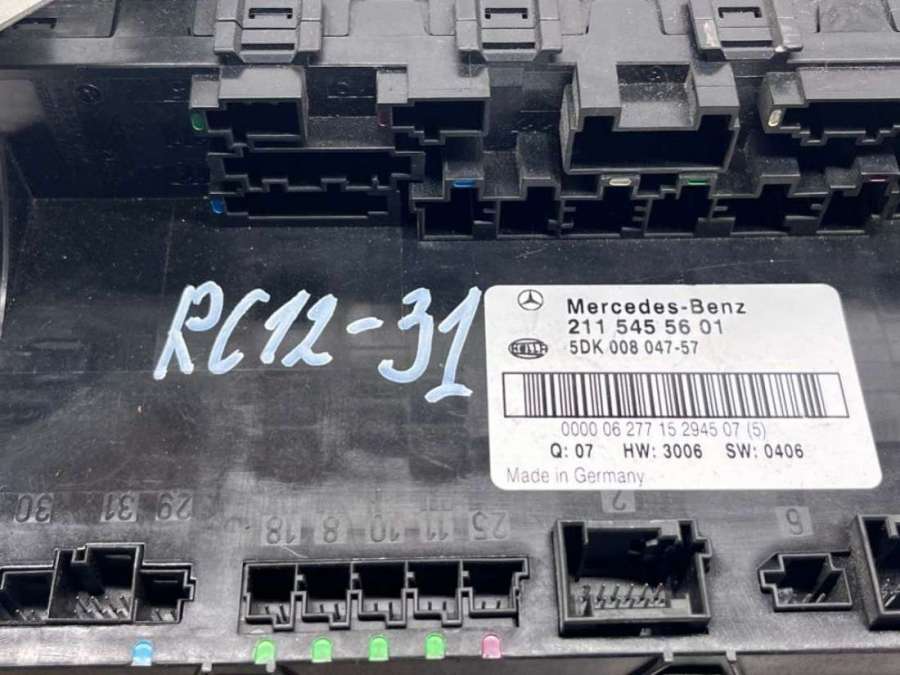 RC12-31
Mercedes-Benz
211 545 56 01
HELLA 5DK 008 047-57
0000 06 277 15 2945 07 (5)
Q: 07 HW: 3006 SW: 0406
Made in Germany
30 31 29 18 8 10 11 25 2 6